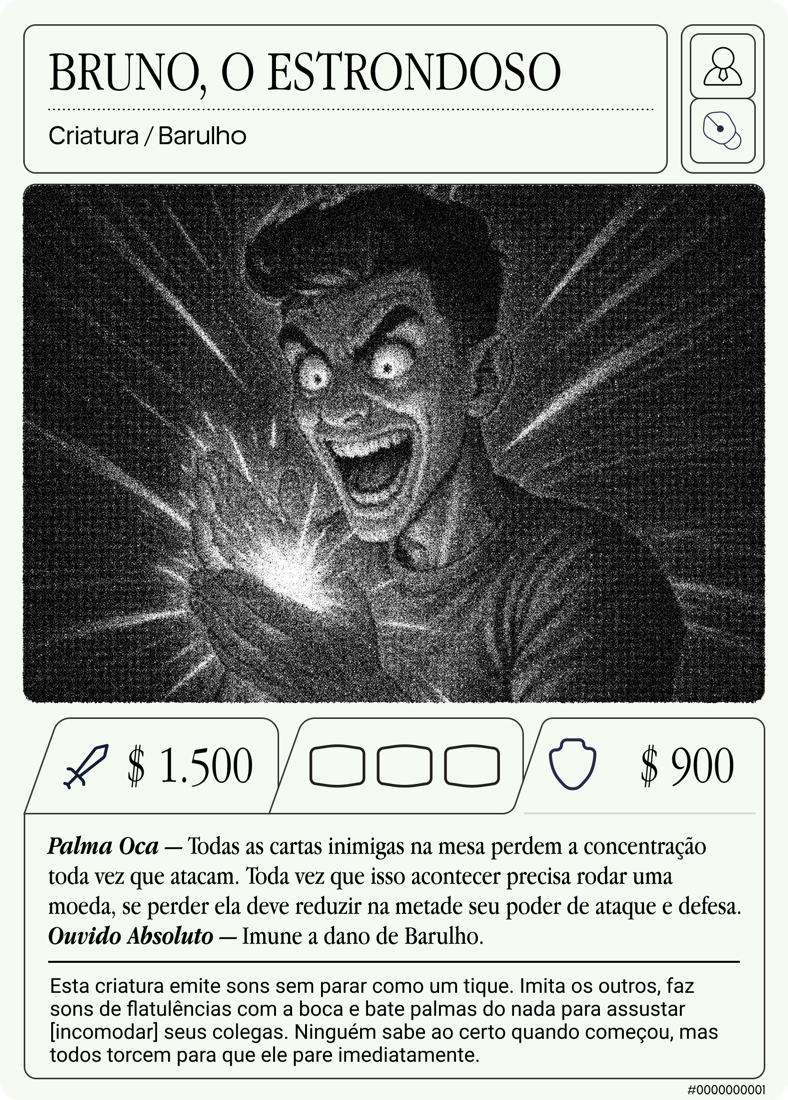 BRUNO, O ESTRONDOSO
Criatura / Barulho
$ 1.500
$ 900
Palma Oca — Todas as cartas inimigas na mesa perdem a concentração
toda vez que atacam. Toda vez que isso acontecer precisa rodar uma
moeda, se perder ela deve reduzir na metade seu poder de ataque e defesa.
Ouvido Absoluto — Imune a dano de Barulho.
Esta criatura emite sons sem parar como um tique. Imita os outros, faz
sons de flatulências com a boca e bate palmas do nada para assustar
[incomodar] seus colegas. Ninguém sabe ao certo quando começou, mas
todos torcem para que ele pare imediatamente.
#0000000001